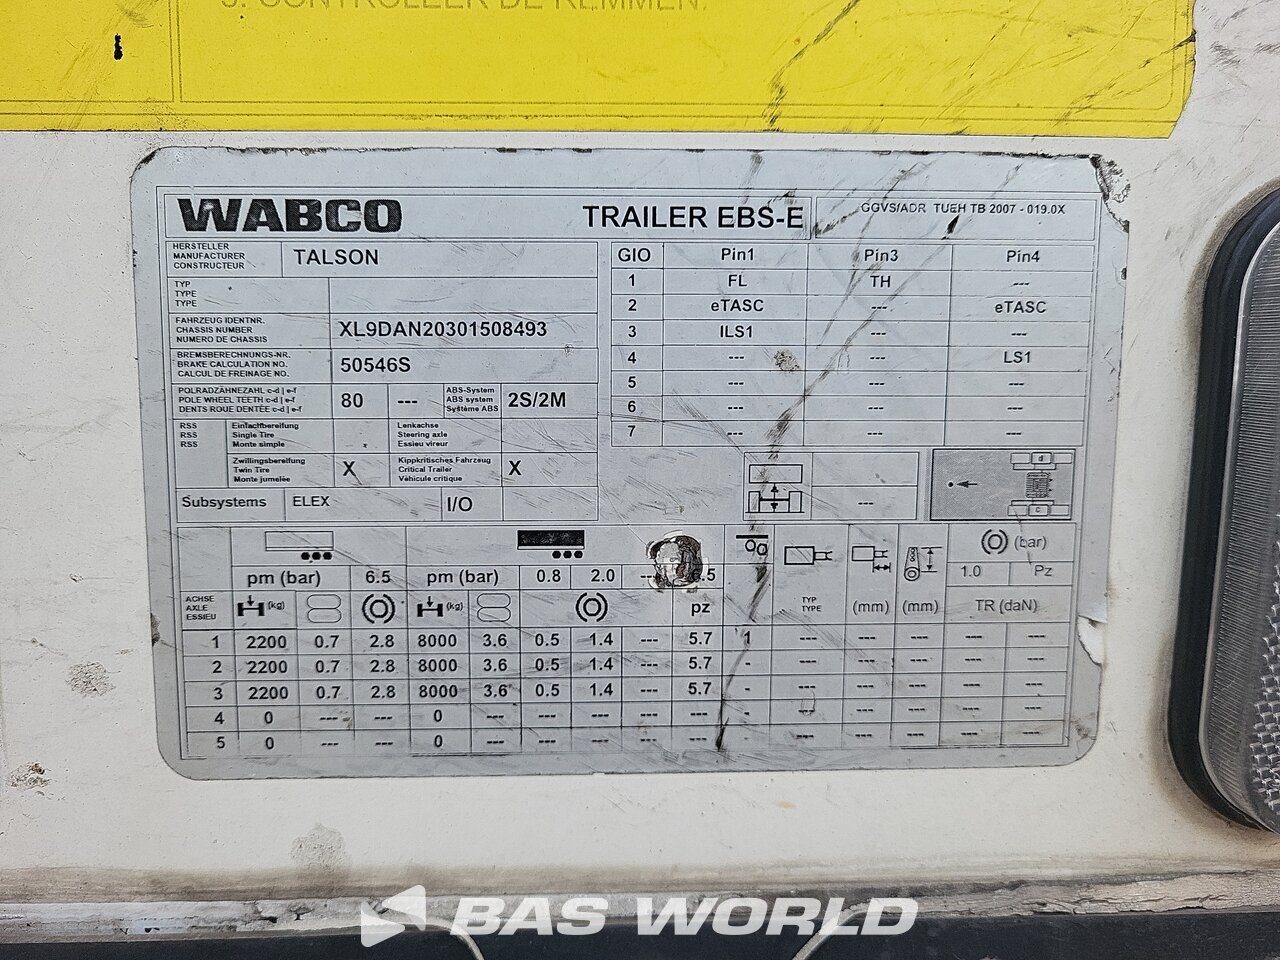 3. CONTROLLER DE REMMEN.
WABCO TRAILER EBS-E GGVS/ADR TUEH TB 2007 - 019.0X
HERSTELLER
MANUFACTURER
CONSTRUCTEUR
TALSON
TYP
TYPE
TYPE
FAHRZEUG IDENTNR.
CHASSIS NUMBER
NUMERO DE CHASSIS
XL9DAN20301508493
BREMSBERECHNUNGS-NR.
BRAKE CALCULATION NO.
CALCUL DE FREINAGE NO.
50546S
POLRADZÄHNEZAHL c-d | e-f
POLE WHEEL TEETH c-d | e-f
DENTS ROUE DENTÉE c-d | e-f
80 ---
ABS-System
ABS system
Système ABS
2S/2M
RSS
RSS
RSS
Einfachbereifung
Single Tire
Monte simple
Lenkachse
Steering axle
Essieu vireur
Zwillingsbereifung
Twin Tire
Monte jumelée
X
Kippkritisches Fahrzeug
Critical Trailer
Véhicule critique
X
Subsystems ELEX I/O
GIO Pin1 Pin3 Pin4
1 FL TH ---
2 eTASC --- eTASC
3 ILS1 --- ---
4 --- --- LS1
5 --- --- ---
6 --- --- ---
7 --- --- ---
---
d
c
(bar)
pm (bar) 6.5 pm (bar) 0.8 2.0 --- 6.5 1.0 Pz
ACHSE
AXLE
ESSIEU
(kg) (kg) pz
TYP
TYPE
(mm) (mm) TR (daN)
1 2200 0.7 2.8 8000 3.6 0.5 1.4 --- 5.7 1 --- --- --- --- ---
2 2200 0.7 2.8 8000 3.6 0.5 1.4 --- 5.7 - --- --- --- --- ---
3 2200 0.7 2.8 8000 3.6 0.5 1.4 --- 5.7 - --- --- --- --- ---
4 0 --- --- 0 --- --- --- --- --- - --- --- --- --- ---
5 0 --- --- 0 --- --- --- --- --- - --- --- --- --- ---
BAS WORLD